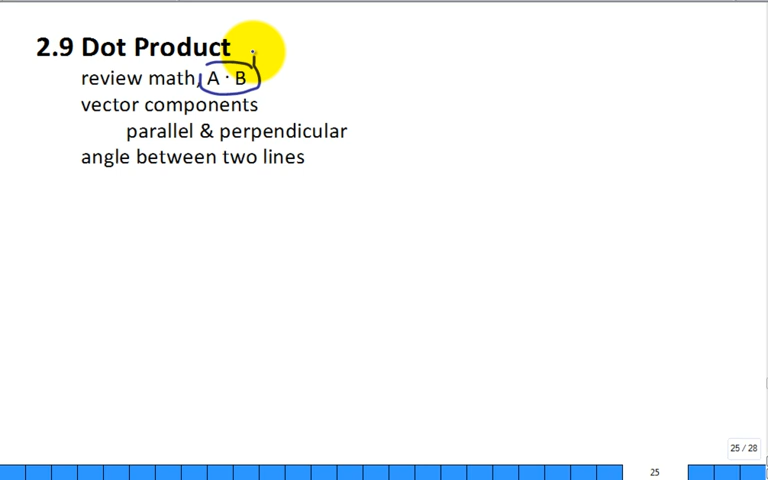 2.9 Dot Product
review math, A · B
vector components
parallel & perpendicular
angle between two lines
25 / 28
25